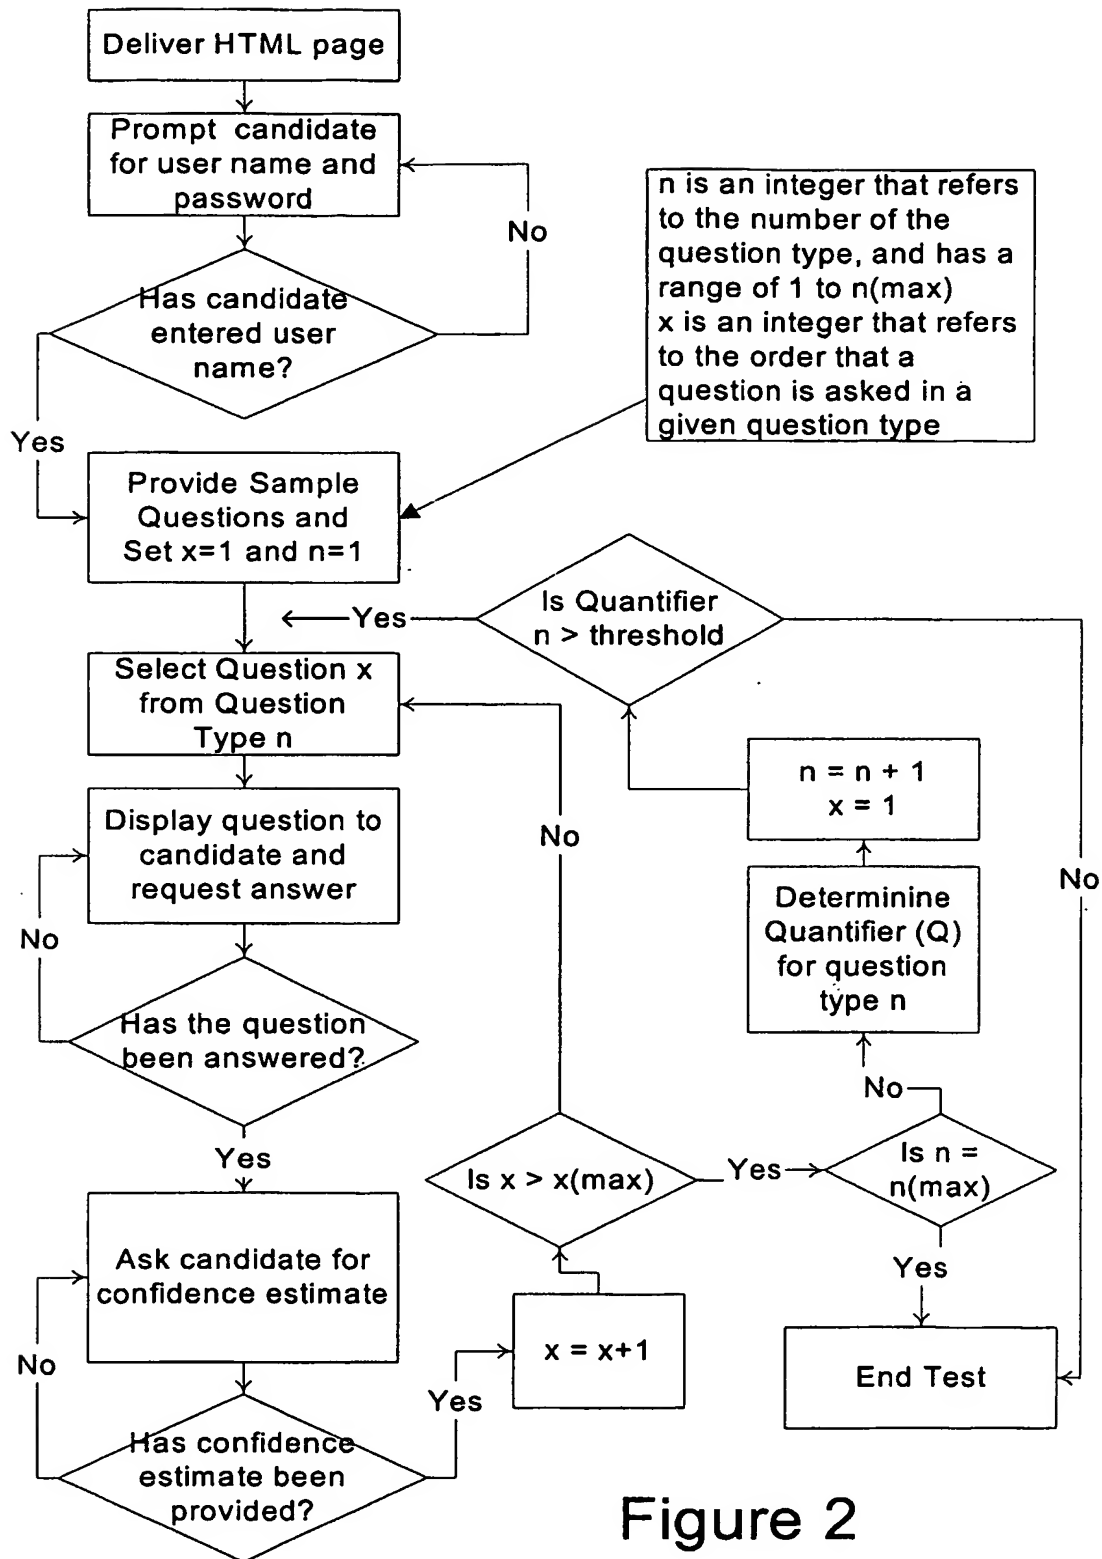 Deliver HTML page
Prompt candidate
for user name and
password
No
Has candidate
entered user
name?
Yes
n is an integer that refers
to the number of the
question type, and has a
range of 1 to n(max)
x is an integer that refers
to the order that a
question is asked in a
given question type
Provide Sample
Questions and
Set x=1 and n=1
Yes
Is Quantifier
n > threshold
Select Question x
from Question
Type n
n = n + 1
x = 1
No
No
Display question to
candidate and
request answer
Determinine
Quantifier (Q)
for question
type n
No
Has the question
been answered?
No
Yes
Is x > x(max)
Yes
Is n =
n(max)
Ask candidate for
confidence estimate
Yes
x = x+1
No
Yes
End Test
Has confidence
estimate been
provided?
Figure 2